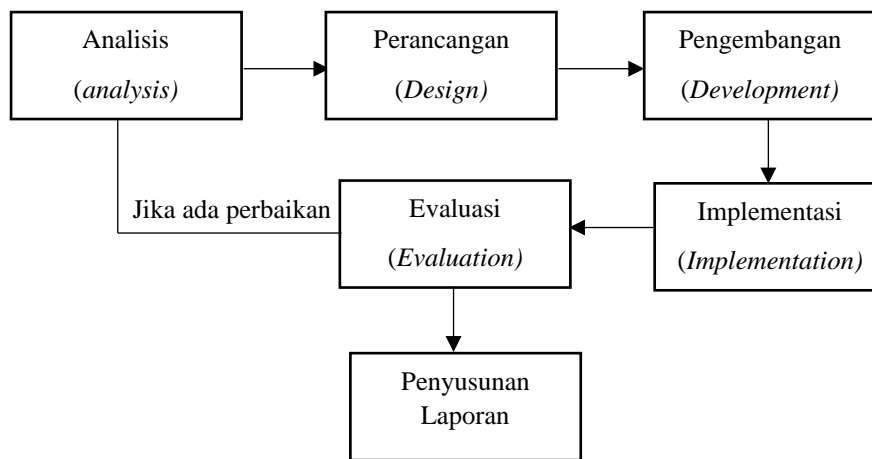 Analisis
(analysis)
Perancangan
(Design)
Pengembangan
(Development)
Jika ada perbaikan
Evaluasi
(Evaluation)
Implementasi
(Implementation)
Penyusunan
Laporan